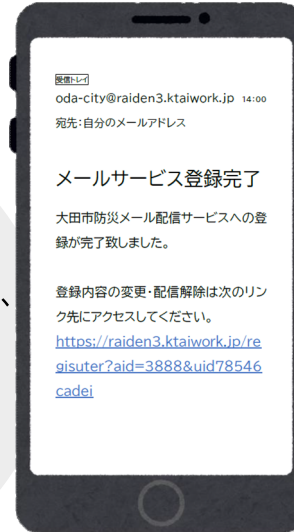 受信トレイ
oda-city@raiden3.ktaiwork.jp 14:00
宛先:自分のメールアドレス
メールサービス登録完了
大田市防災メール配信サービスへの登
録が完了致しました。
登録内容の変更・配信解除は次のリン
ク先にアクセスしてください。
https://raiden3.ktaiwork.jp/re
gisuter?aid=3888&uid78546
cadei
、